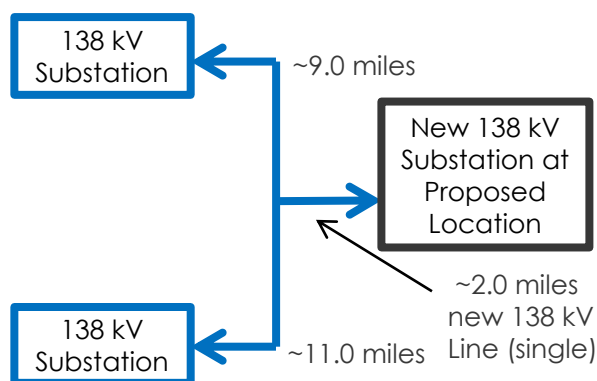 138 kV
Substation
~9.0 miles
New 138 kV
Substation at
Proposed
Location
~2.0 miles
new 138 kV
Line (single)
138 kV
Substation
~11.0 miles